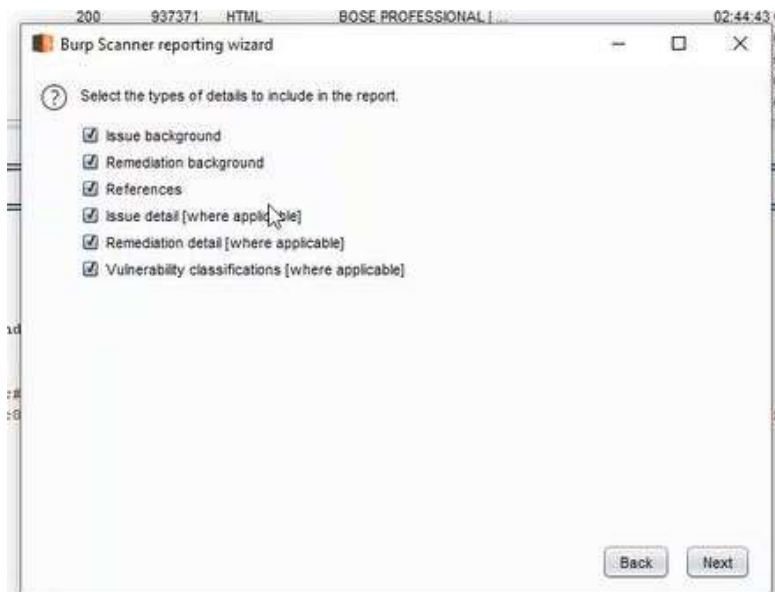 200 937371 HTML BOSE PROFESSIONAL | ... 02:44:43
Burp Scanner reporting wizard
Select the types of details to include in the report.
Issue background
Remediation background
References
Issue detail [where applicable]
Remediation detail [where applicable]
Vulnerability classifications [where applicable]
Back Next